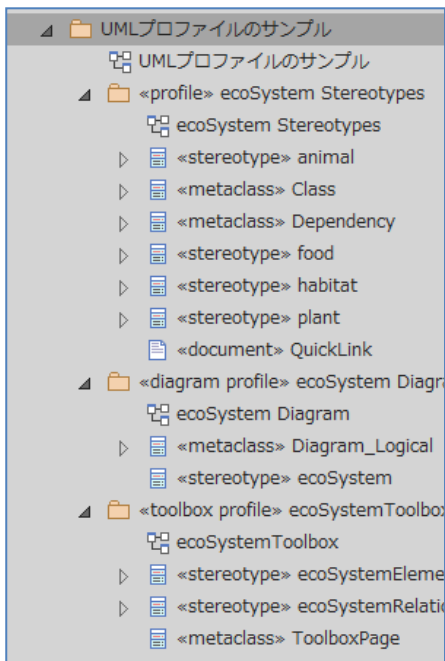 UMLプロファイルのサンプル
UMLプロファイルのサンプル
«profile» ecoSystem Stereotypes
ecoSystem Stereotypes
«stereotype» animal
«metaclass» Class
«metaclass» Dependency
«stereotype» food
«stereotype» habitat
«stereotype» plant
«document» QuickLink
«diagram profile» ecoSystem Diagr
ecoSystem Diagram
«metaclass» Diagram_Logical
«stereotype» ecoSystem
«toolbox profile» ecoSystemToolbox
ecoSystemToolbox
«stereotype» ecoSystemEleme
«stereotype» ecoSystemRelati
«metaclass» ToolboxPage